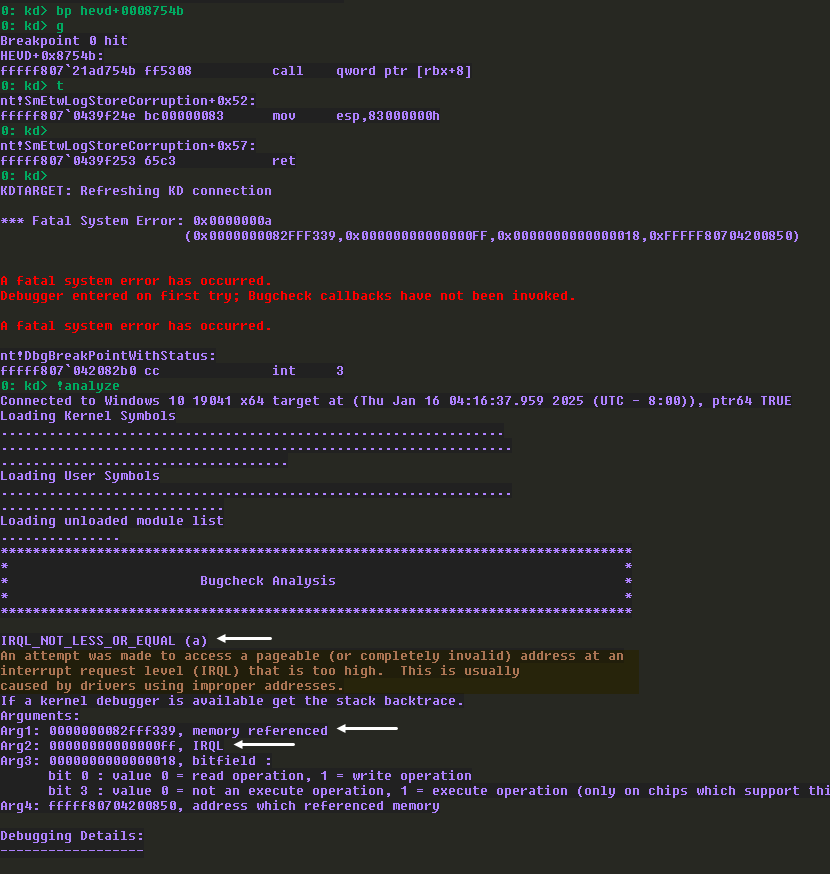 0: kd> bp hevd+0008754b
0: kd> g
Breakpoint 0 hit
HEVD+0x8754b:
fffff807`21ad754b ff5308          call    qword ptr [rbx+8]
0: kd> t
nt!SmEtwLogStoreCorruption+0x52:
fffff807`0439f24e bc00000083      mov     esp,83000000h
0: kd>
nt!SmEtwLogStoreCorruption+0x57:
fffff807`0439f253 65c3            ret
0: kd>
KDTARGET: Refreshing KD connection
*** Fatal System Error: 0x0000000a
(0x0000000082FFF339,0x00000000000000FF,0x0000000000000018,0xFFFFF80704200850)
A fatal system error has occurred.
Debugger entered on first try; Bugcheck callbacks have not been invoked.
A fatal system error has occurred.
nt!DbgBreakPointWithStatus:
fffff807`042082b0 cc              int     3
0: kd> !analyze
Connected to Windows 10 19041 x64 target at (Thu Jan 16 04:16:37.959 2025 (UTC - 8:00)), ptr64 TRUE
Loading Kernel Symbols
...............................................................
................................................................
....................................
Loading User Symbols
................................................................
............................
Loading unloaded module list
...............
*******************************************************************************
*                                                                             *
*                        Bugcheck Analysis                                    *
*                                                                             *
*******************************************************************************
IRQL_NOT_LESS_OR_EQUAL (a)
An attempt was made to access a pageable (or completely invalid) address at an
interrupt request level (IRQL) that is too high.  This is usually
caused by drivers using improper addresses.
If a kernel debugger is available get the stack backtrace.
Arguments:
Arg1: 0000000082fff339, memory referenced
Arg2: 00000000000000ff, IRQL
Arg3: 0000000000000018, bitfield :
bit 0 : value 0 = read operation, 1 = write operation
bit 3 : value 0 = not an execute operation, 1 = execute operation (only on chips which support thi
Arg4: fffff80704200850, address which referenced memory
Debugging Details:
------------------